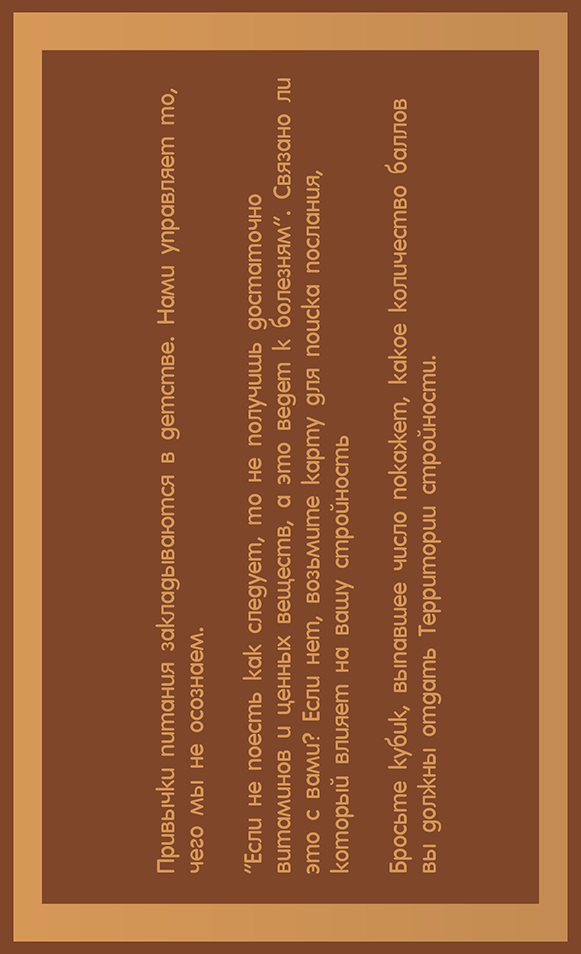 Привычки питания закладываются в детстве. Нами управляет то,
чего мы не осознаем.
"Если не поесть как следует, то не получишь достаточно
витаминов и ценных веществ, а это ведет к болезням". Связано ли
это с вами? Если нет, возьмите карту для поиска послания,
который влияет на вашу стройность
Бросьте кубик, выпавшее число покажет, какое количество баллов
вы должны отдать Территории стройности.